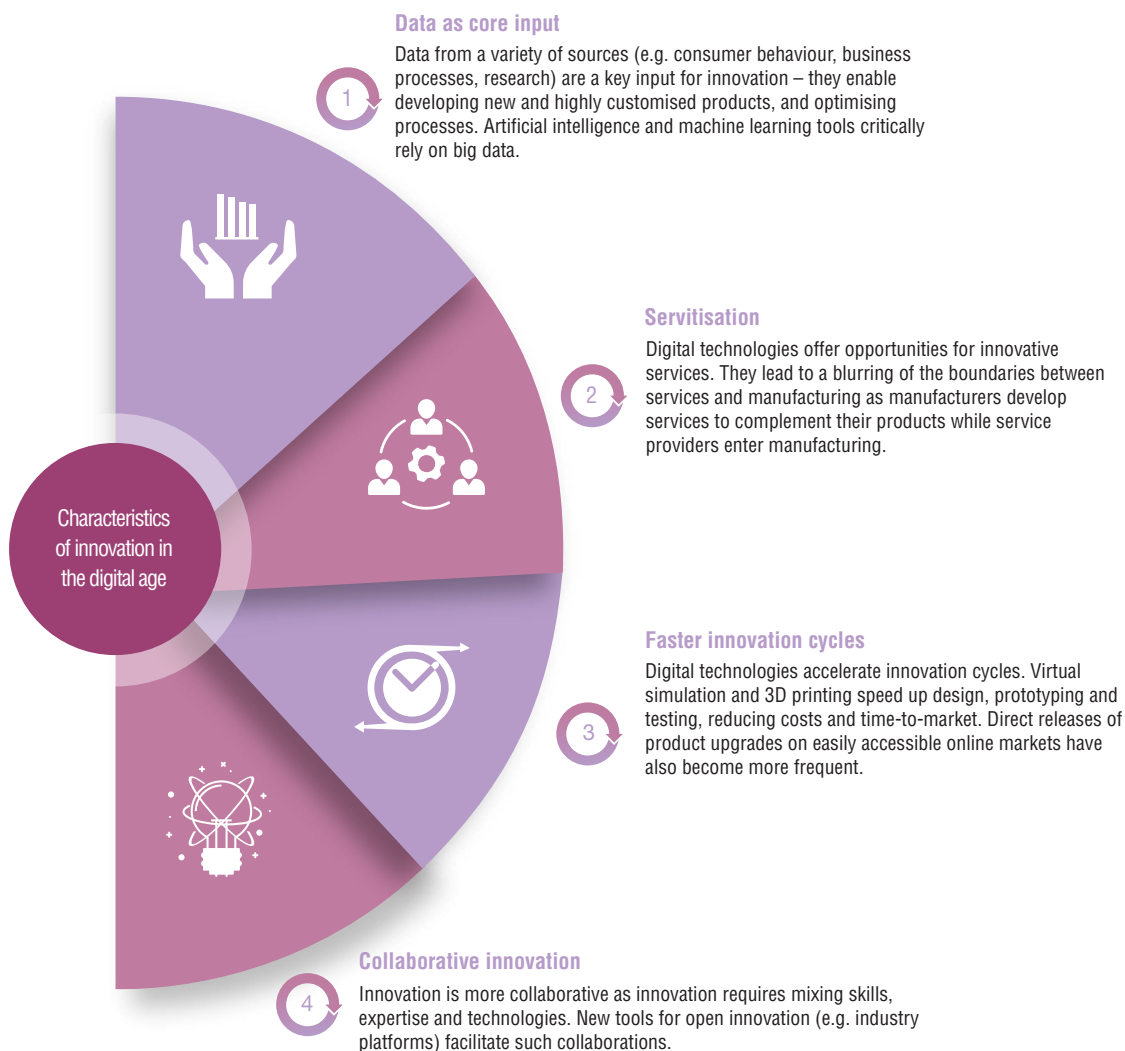 Data as core input
Data from a variety of sources (e.g. consumer behaviour, business
processes, research) are a key input for innovation – they enable
developing new and highly customised products, and optimising
processes. Artificial intelligence and machine learning tools critically
rely on big data.
1
Servitisation
Digital technologies offer opportunities for innovative
services. They lead to a blurring of the boundaries between
services and manufacturing as manufacturers develop
services to complement their products while service
providers enter manufacturing.
2
Characteristics
of innovation in
the digital age
Faster innovation cycles
Digital technologies accelerate innovation cycles. Virtual
simulation and 3D printing speed up design, prototyping and
testing, reducing costs and time-to-market. Direct releases of
product upgrades on easily accessible online markets have
also become more frequent.
3
Collaborative innovation
Innovation is more collaborative as innovation requires mixing skills,
expertise and technologies. New tools for open innovation (e.g. industry
platforms) facilitate such collaborations.
4